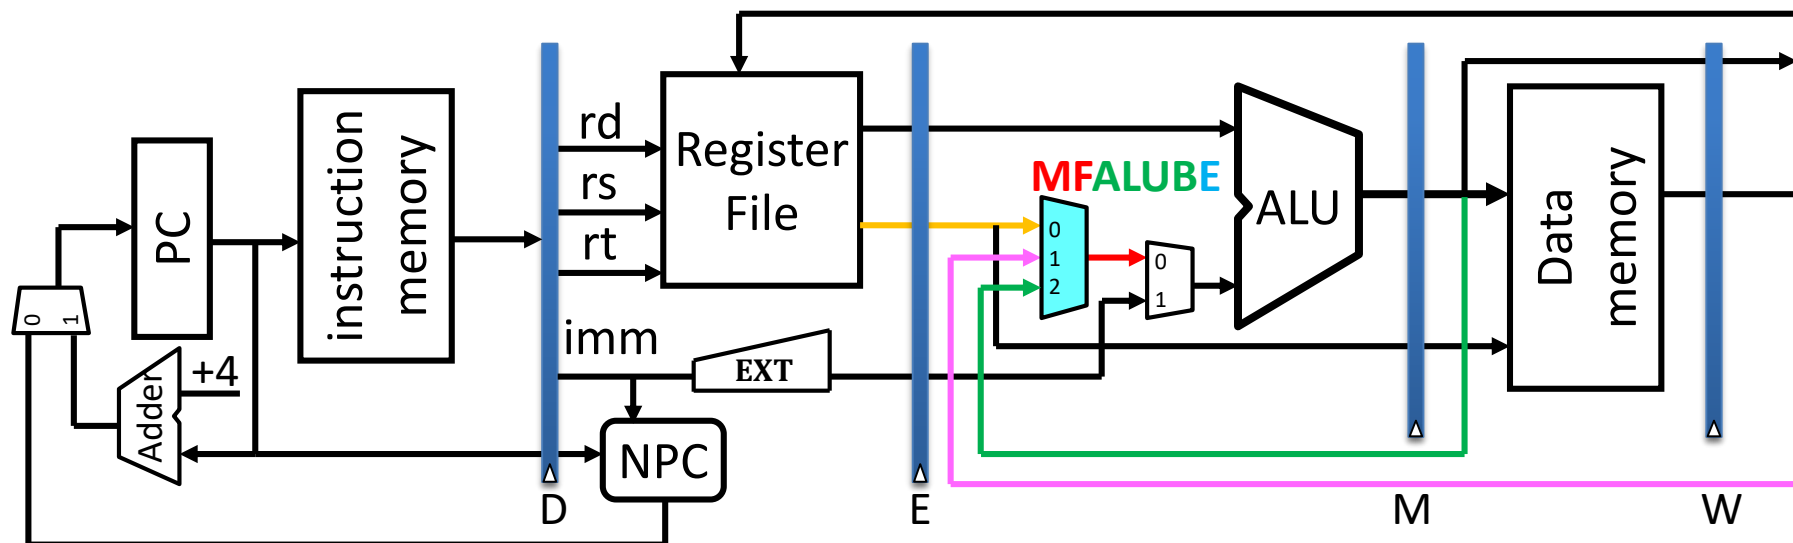 PC
instruction
memory
rd
rs
rt
Register
File
MFALUBE
0
1
2
0
1
ALU
Data
memory
0
1
Adder
+4
imm
EXT
NPC
D
E
M
W